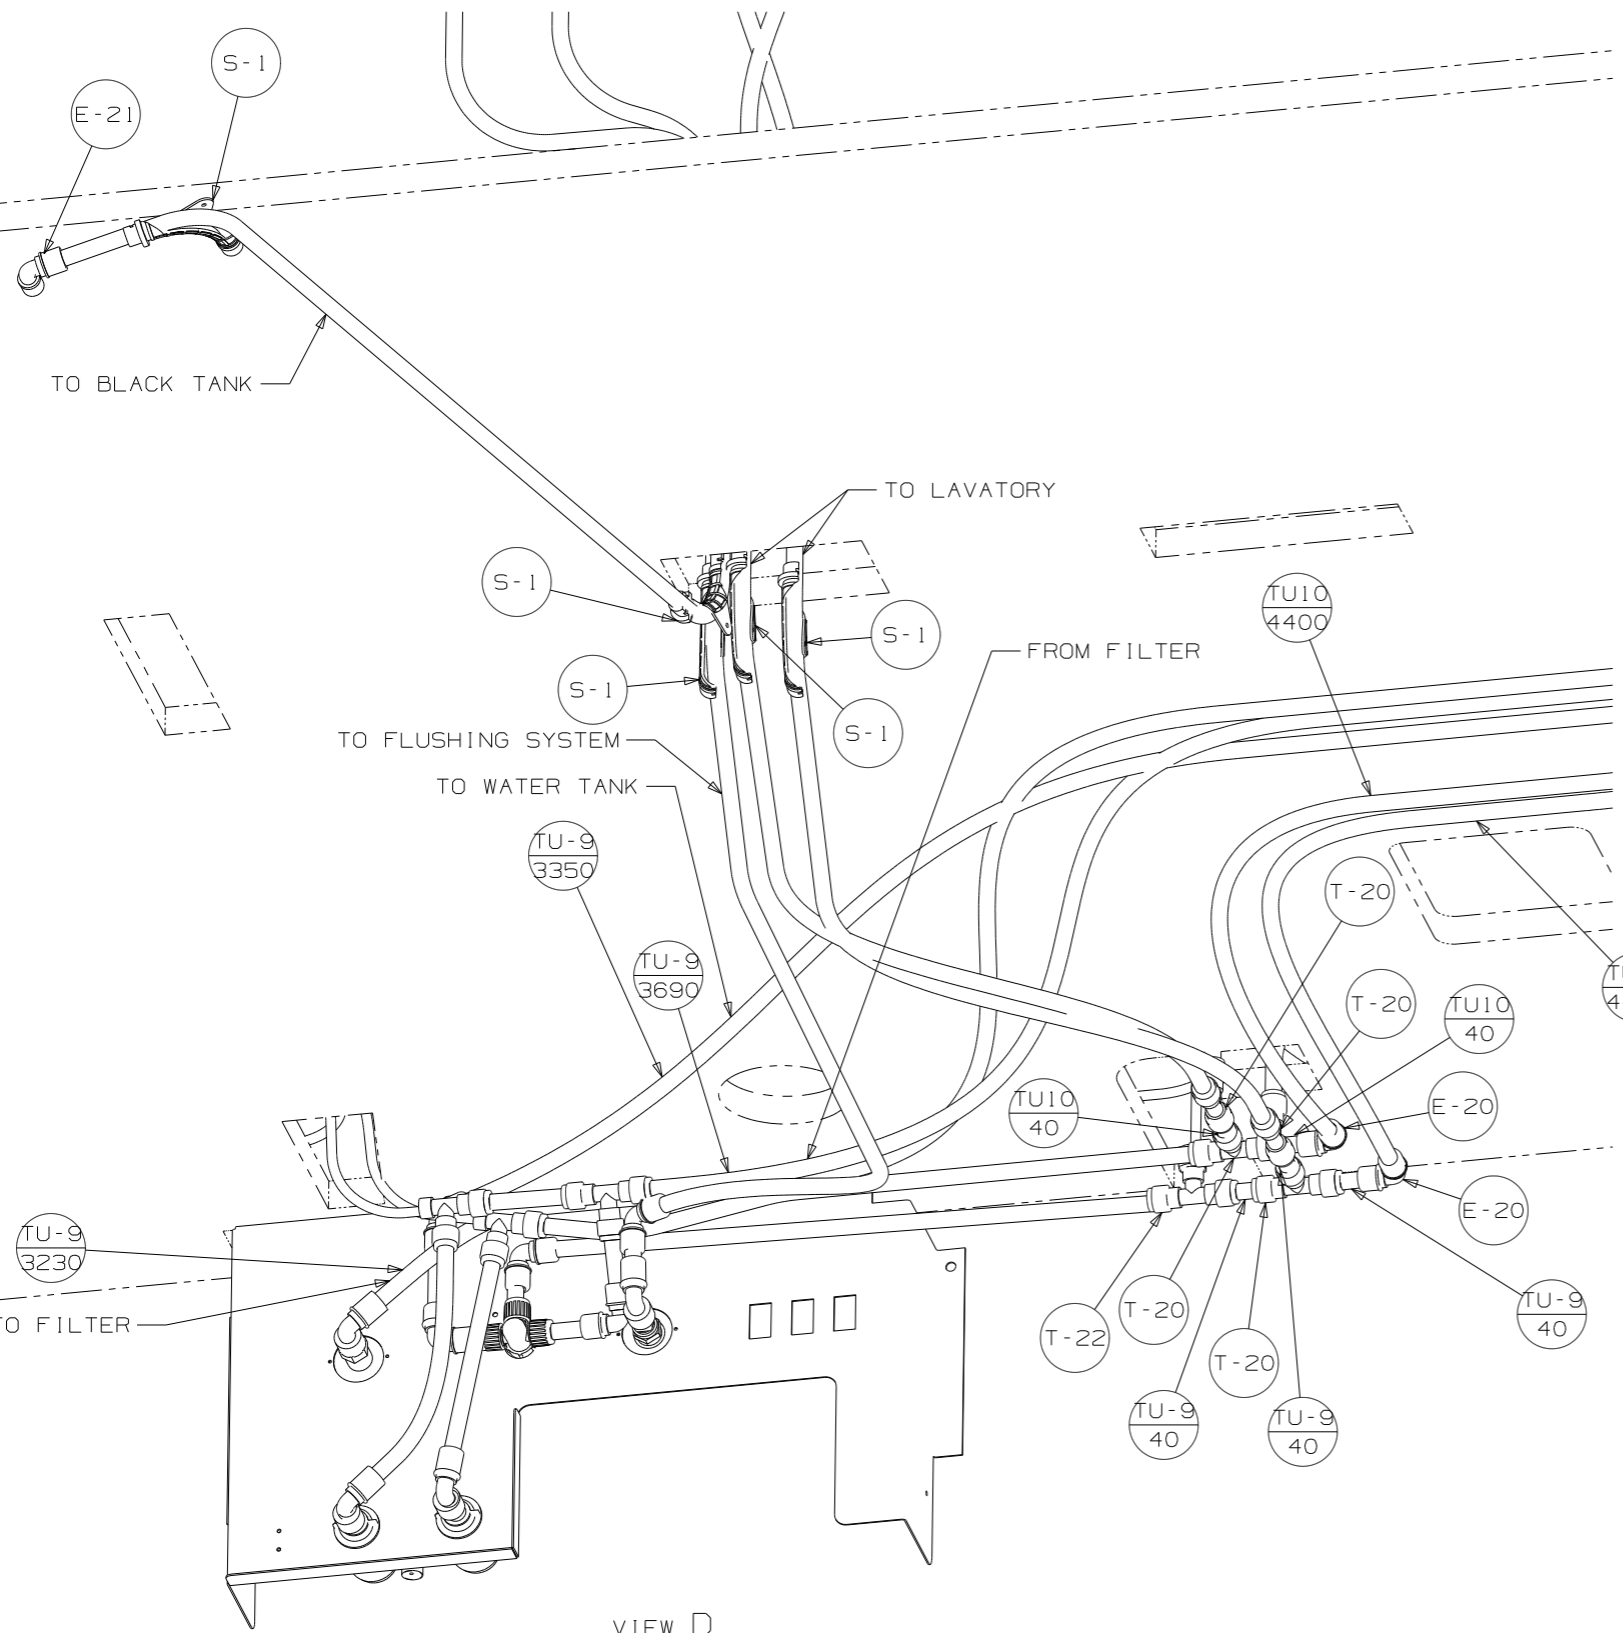 S-1
E-21
TO BLACK TANK
TO LAVATORY
S-1
TU10
4400
S-1
FROM FILTER
S-1
S-1
TO FLUSHING SYSTEM
TO WATER TANK
TU-9
3350
T-20
TU-9
3690
T-20
TU10
40
TU10
40
E-20
E-20
TU-9
3230
TO FILTER
T-22
T-20
T-20
TU-9
40
TU-9
40
TU-9
40
VIEW D